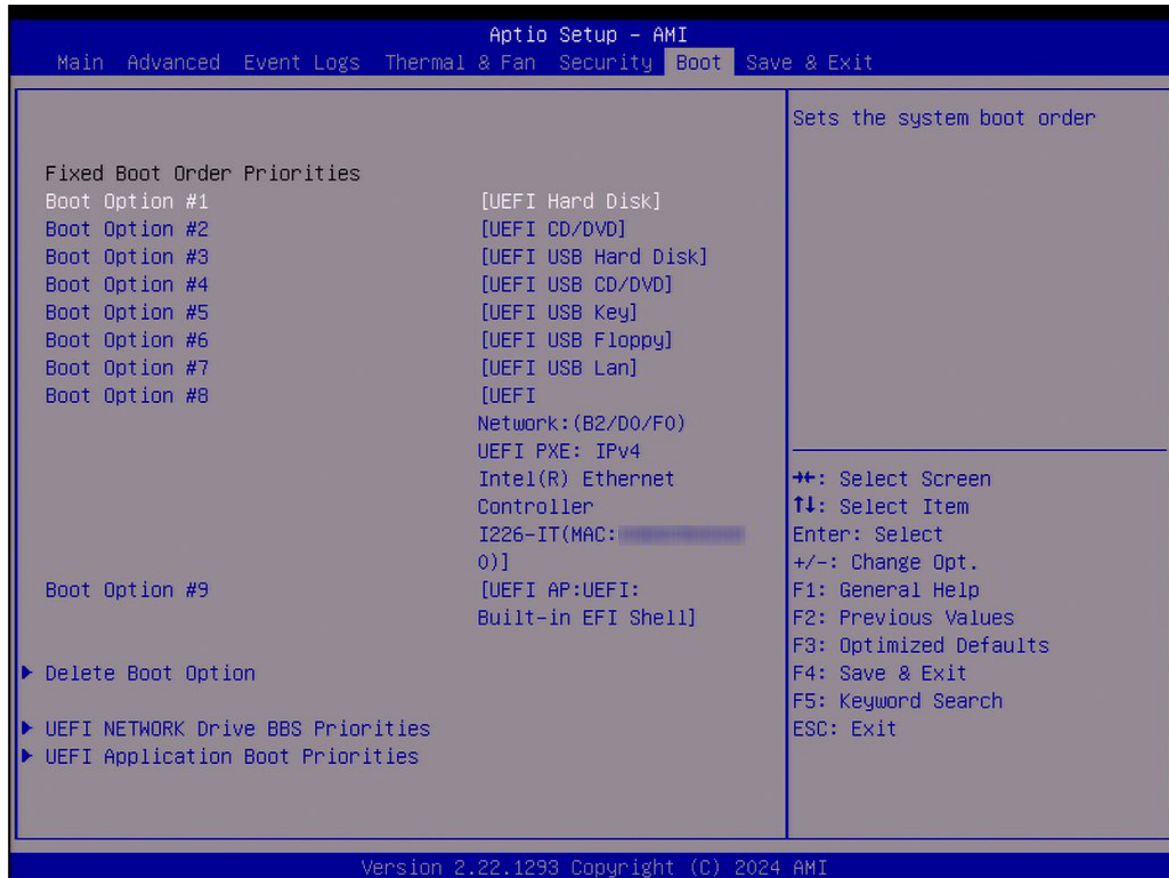 Aptio Setup – AMI
Main Advanced Event Logs Thermal & Fan Security Boot Save & Exit
Sets the system boot order
Fixed Boot Order Priorities
Boot Option #1 [UEFI Hard Disk]
Boot Option #2 [UEFI CD/DVD]
Boot Option #3 [UEFI USB Hard Disk]
Boot Option #4 [UEFI USB CD/DVD]
Boot Option #5 [UEFI USB Key]
Boot Option #6 [UEFI USB Floppy]
Boot Option #7 [UEFI USB Lan]
Boot Option #8 [UEFI
Network:(B2/D0/F0)
UEFI PXE: IPv4
Intel(R) Ethernet
Controller
I226-IT(MAC:
0)]
Boot Option #9 [UEFI AP:UEFI:
Built-in EFI Shell]
Delete Boot Option
UEFI NETWORK Drive BBS Priorities
UEFI Application Boot Priorities
→←: Select Screen
↑↓: Select Item
Enter: Select
+/-: Change Opt.
F1: General Help
F2: Previous Values
F3: Optimized Defaults
F4: Save & Exit
F5: Keyword Search
ESC: Exit
Version 2.22.1293 Copyright (C) 2024 AMI